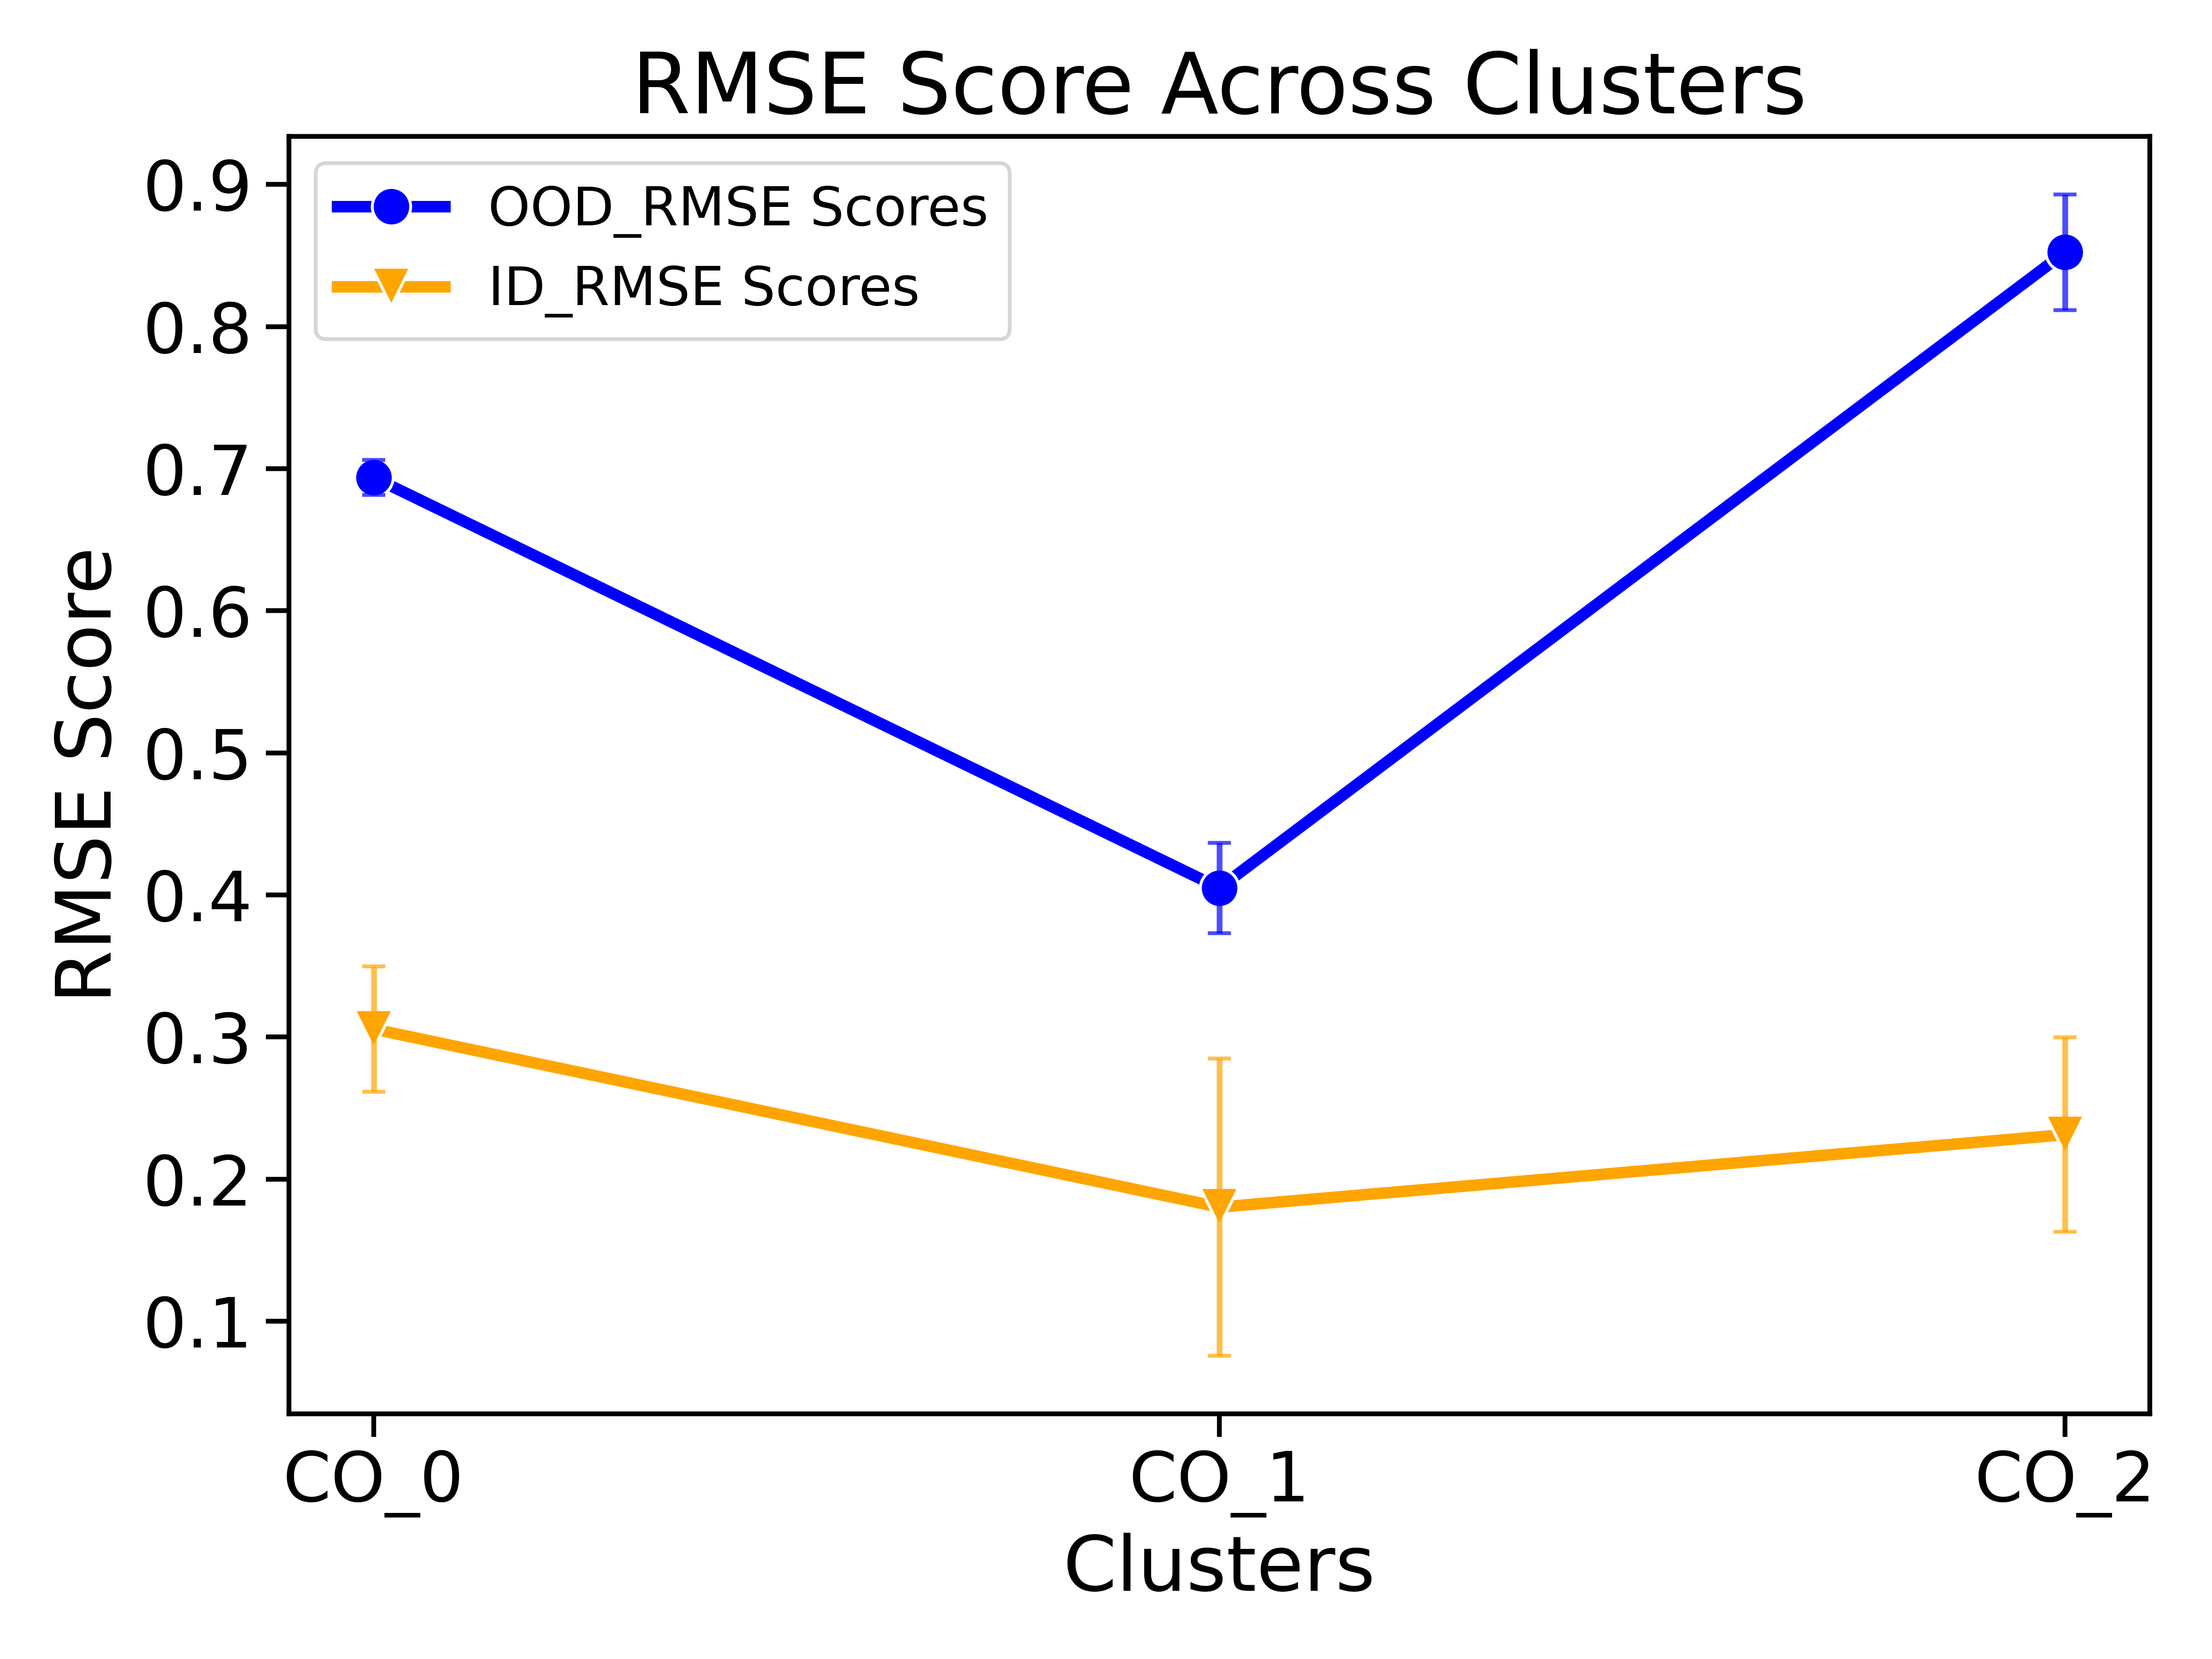 RMSE Score Across Clusters
OOD_RMSE Scores
ID_RMSE Scores
RMSE Score
0.9
0.8
0.7
0.6
0.5
0.4
0.3
0.2
0.1
CO_0 CO_1 CO_2
Clusters